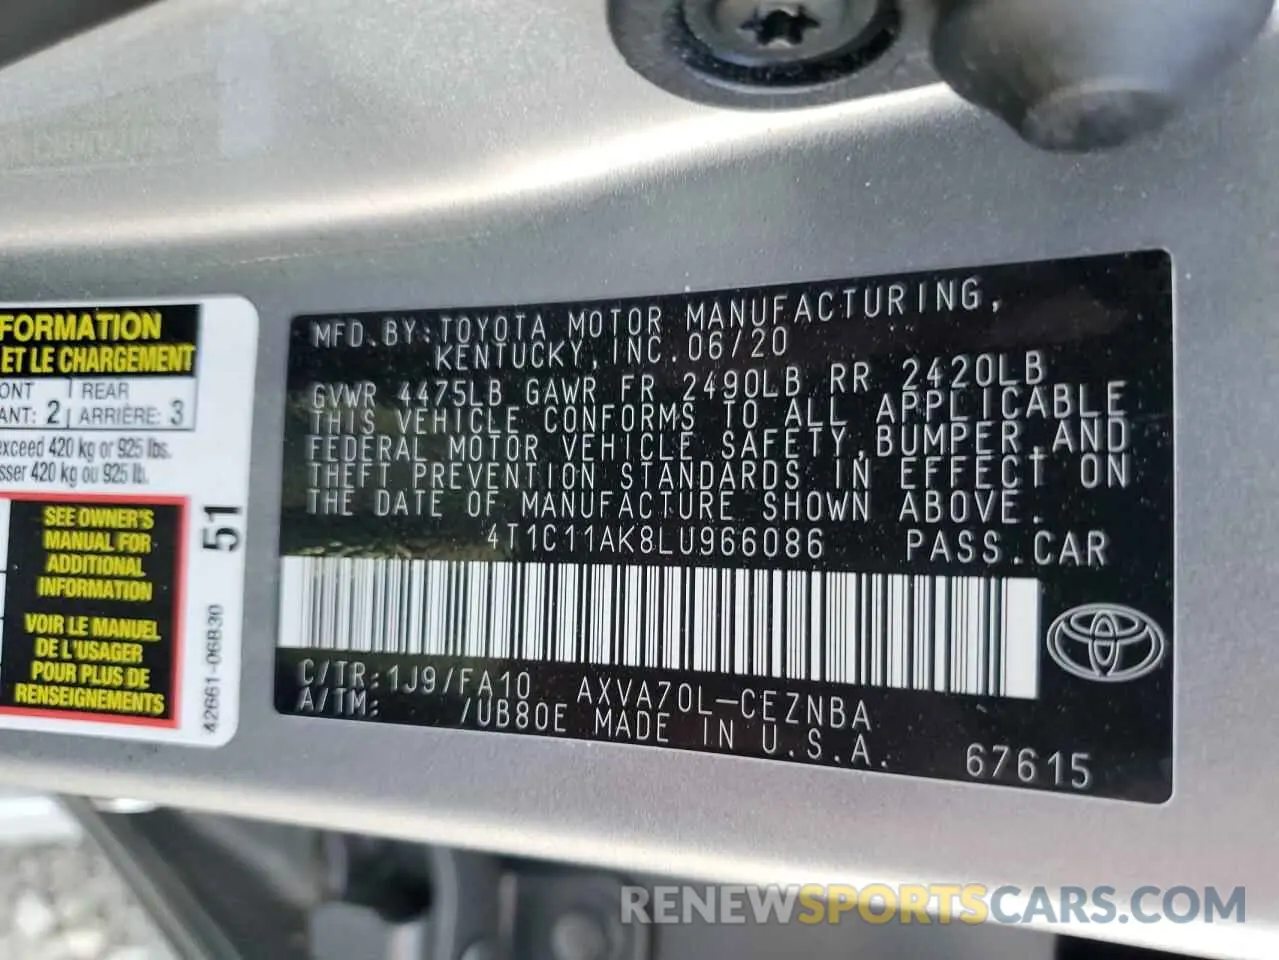 MFD. BY: TOYOTA MOTOR MANUFACTURING,
KENTUCKY, INC. 06/20
GVWR 4475LB GAWR FR 2490LB RR 2420LB
THIS VEHICLE CONFORMS TO ALL APPLICABLE
FEDERAL MOTOR VEHICLE SAFETY, BUMPER, AND
THEFT PREVENTION STANDARDS IN EFFECT ON
THE DATE OF MANUFACTURE SHOWN ABOVE.
4T1C11AK8LU966086 PASS.CAR
C/TR: 1J9/FA10 AXVA70L-CEZNBA
A/TM: /UB80E MADE IN U.S.A.
67615
FORMATION
ET LE CHARGEMENT
ONT REAR
ANT: 2 ARRIÈRE: 3
exceed 420 kg or 925 lbs.
sser 420 kg ou 925 lb.
SEE OWNER'S
MANUAL FOR
ADDITIONAL
INFORMATION
VOIR LE MANUEL
DE L'USAGER
POUR PLUS DE
RENSEIGNEMENTS
51
42661-06B30
RENEWSPORTSCARS.COM